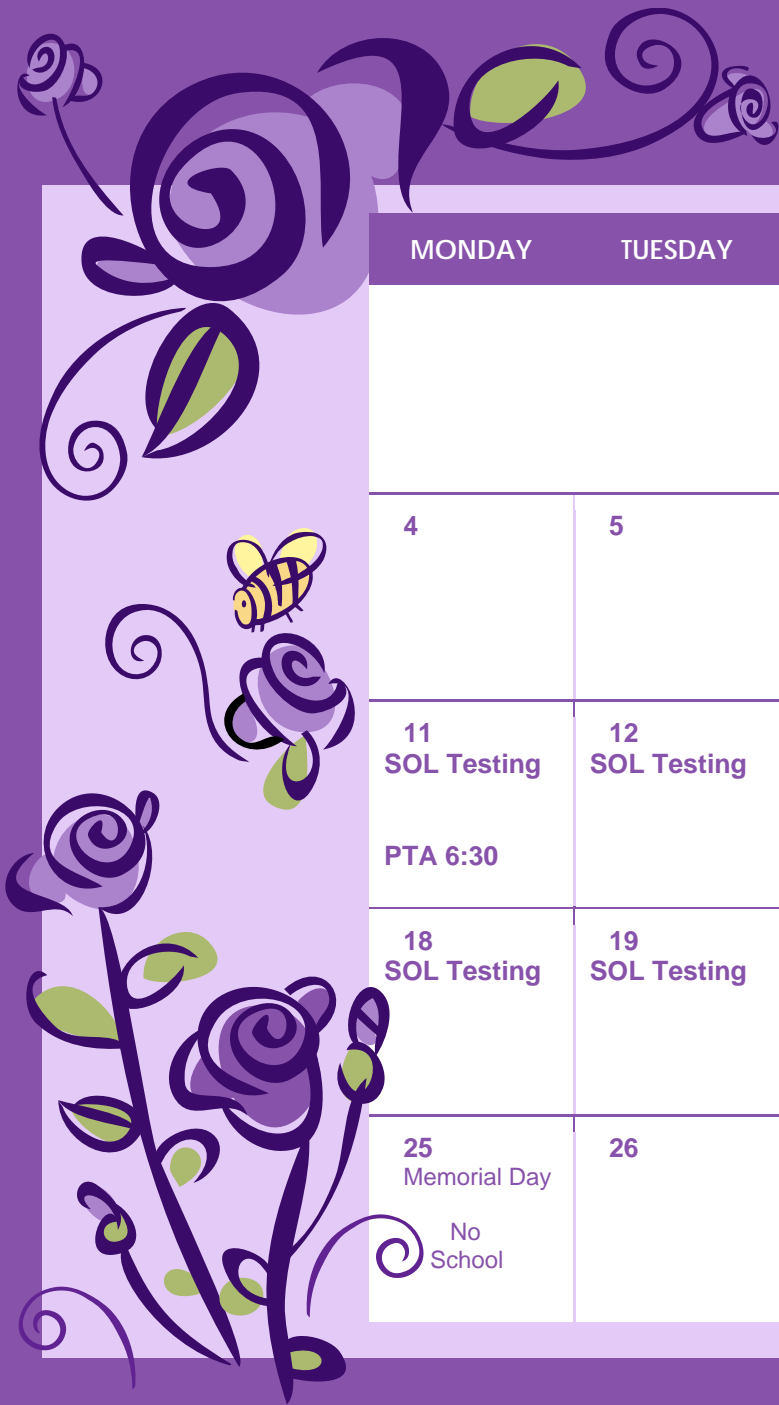 MONDAY TUESDAY
4 5
11 12
SOL Testing SOL Testing
PTA 6:30
18 19
SOL Testing SOL Testing
25 26
Memorial Day
No
School